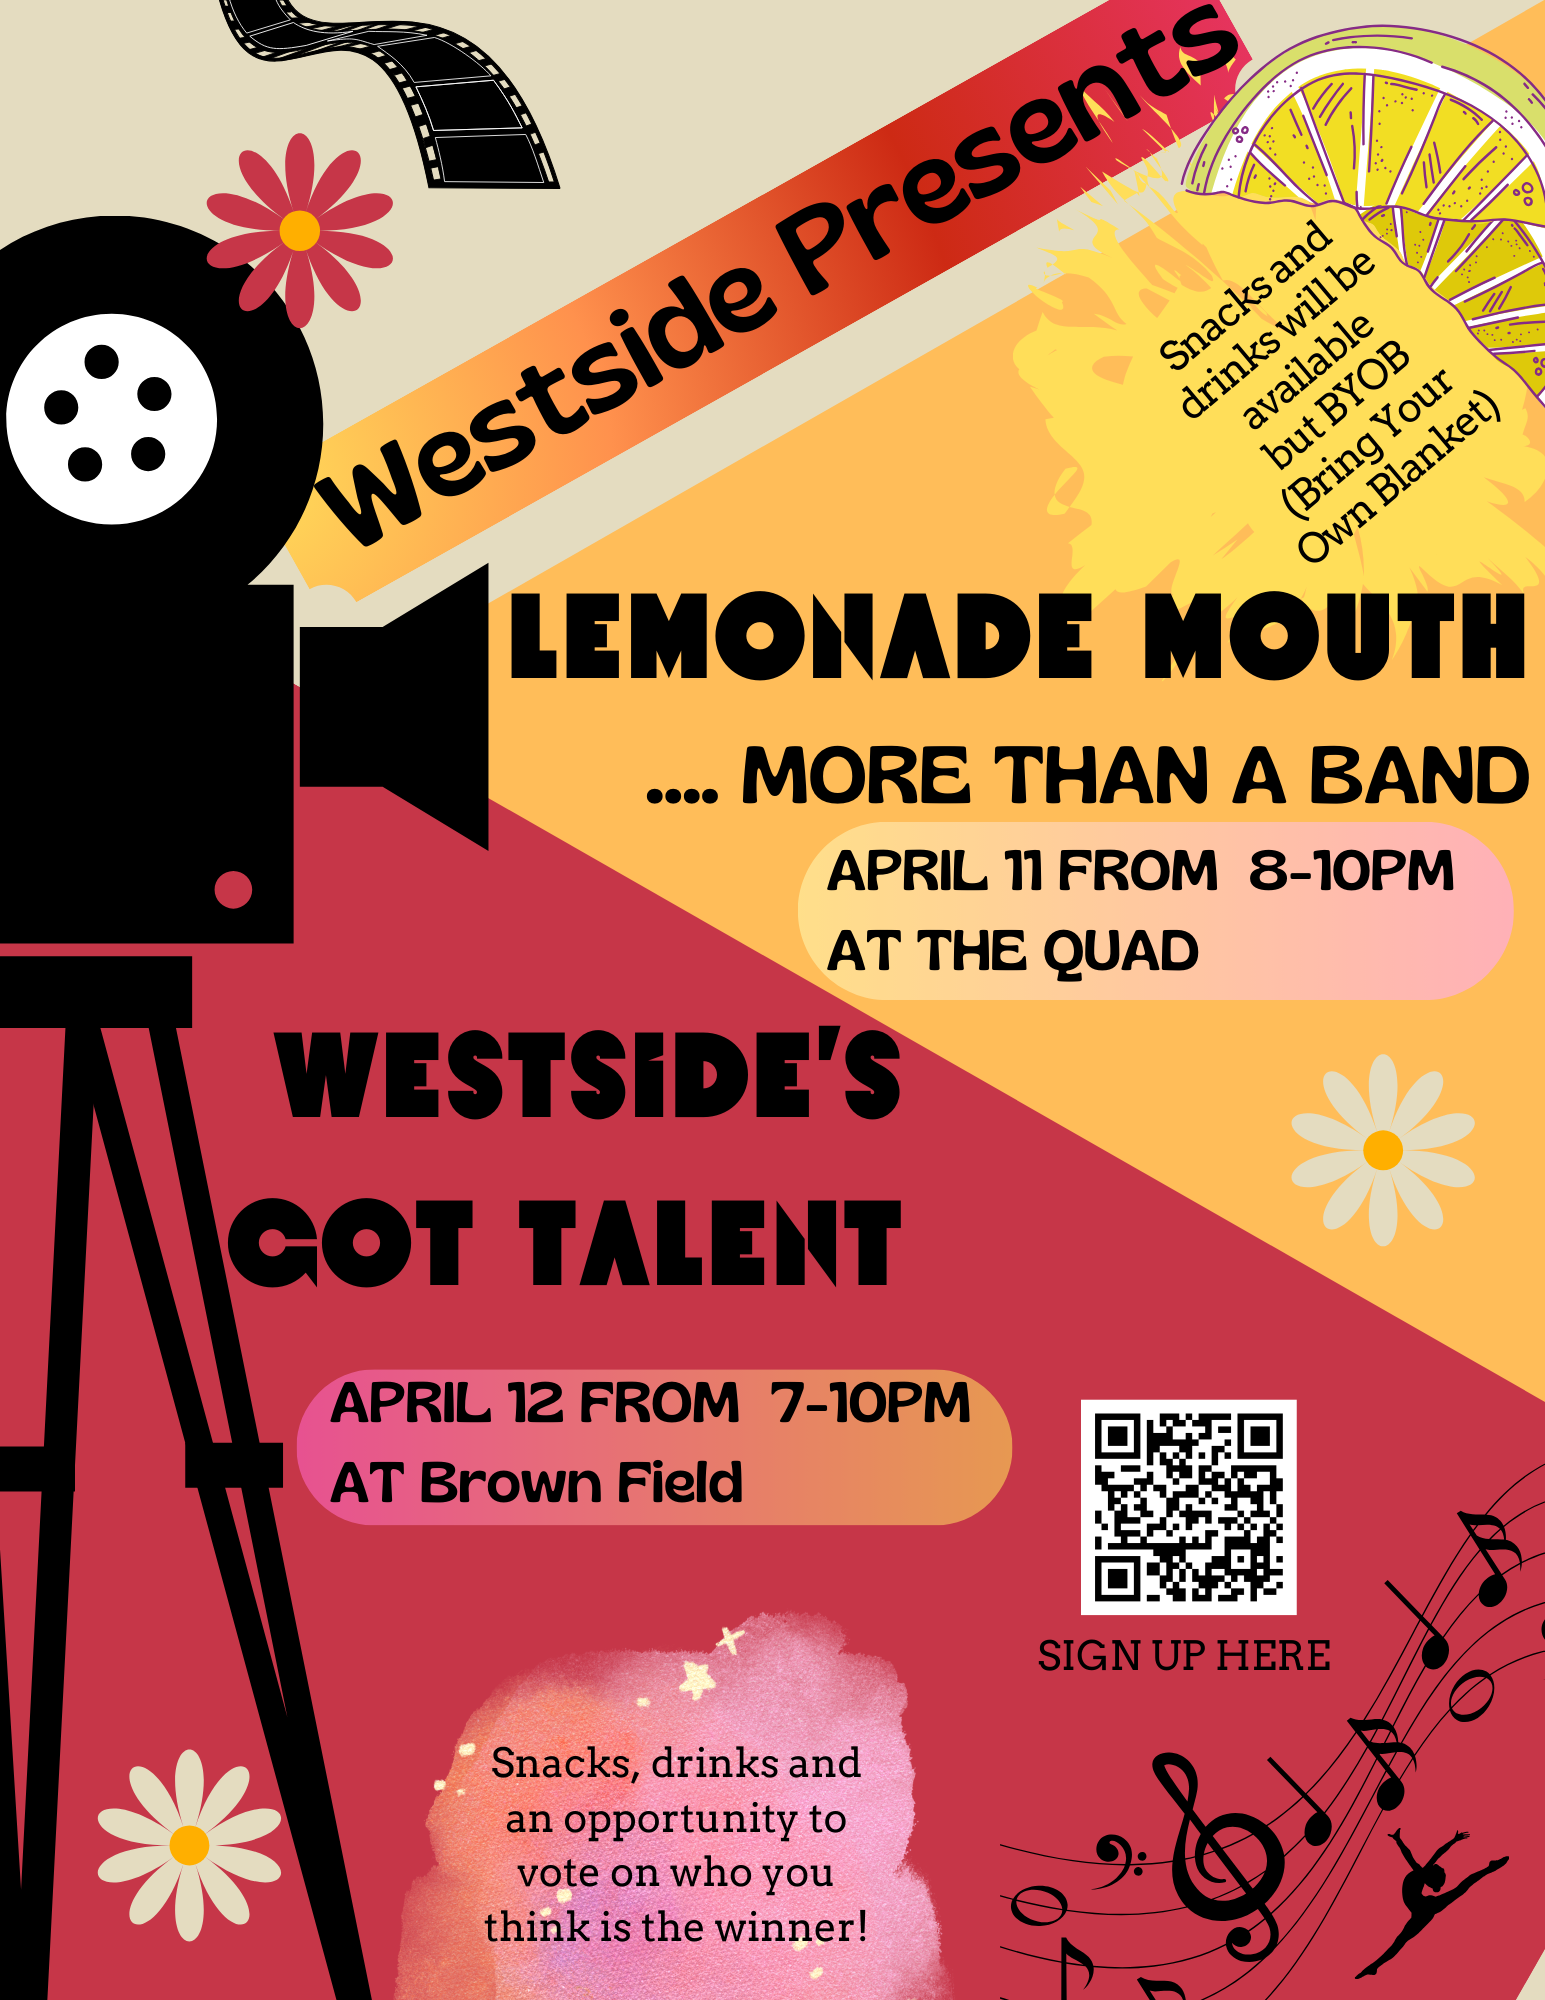 Westside Presents
Snacks and
drinks will be
available
but BYOB
(Bring Your
Own Blanket)
LEMONADE MOUTH
.... MORE THAN A BAND
APRIL 11 FROM 8-10PM
AT THE QUAD
WESTSIDE'S
GOT TALENT
APRIL 12 FROM 7-10PM
AT Brown Field
SIGN UP HERE
Snacks, drinks and
an opportunity to
vote on who you
think is the winner!